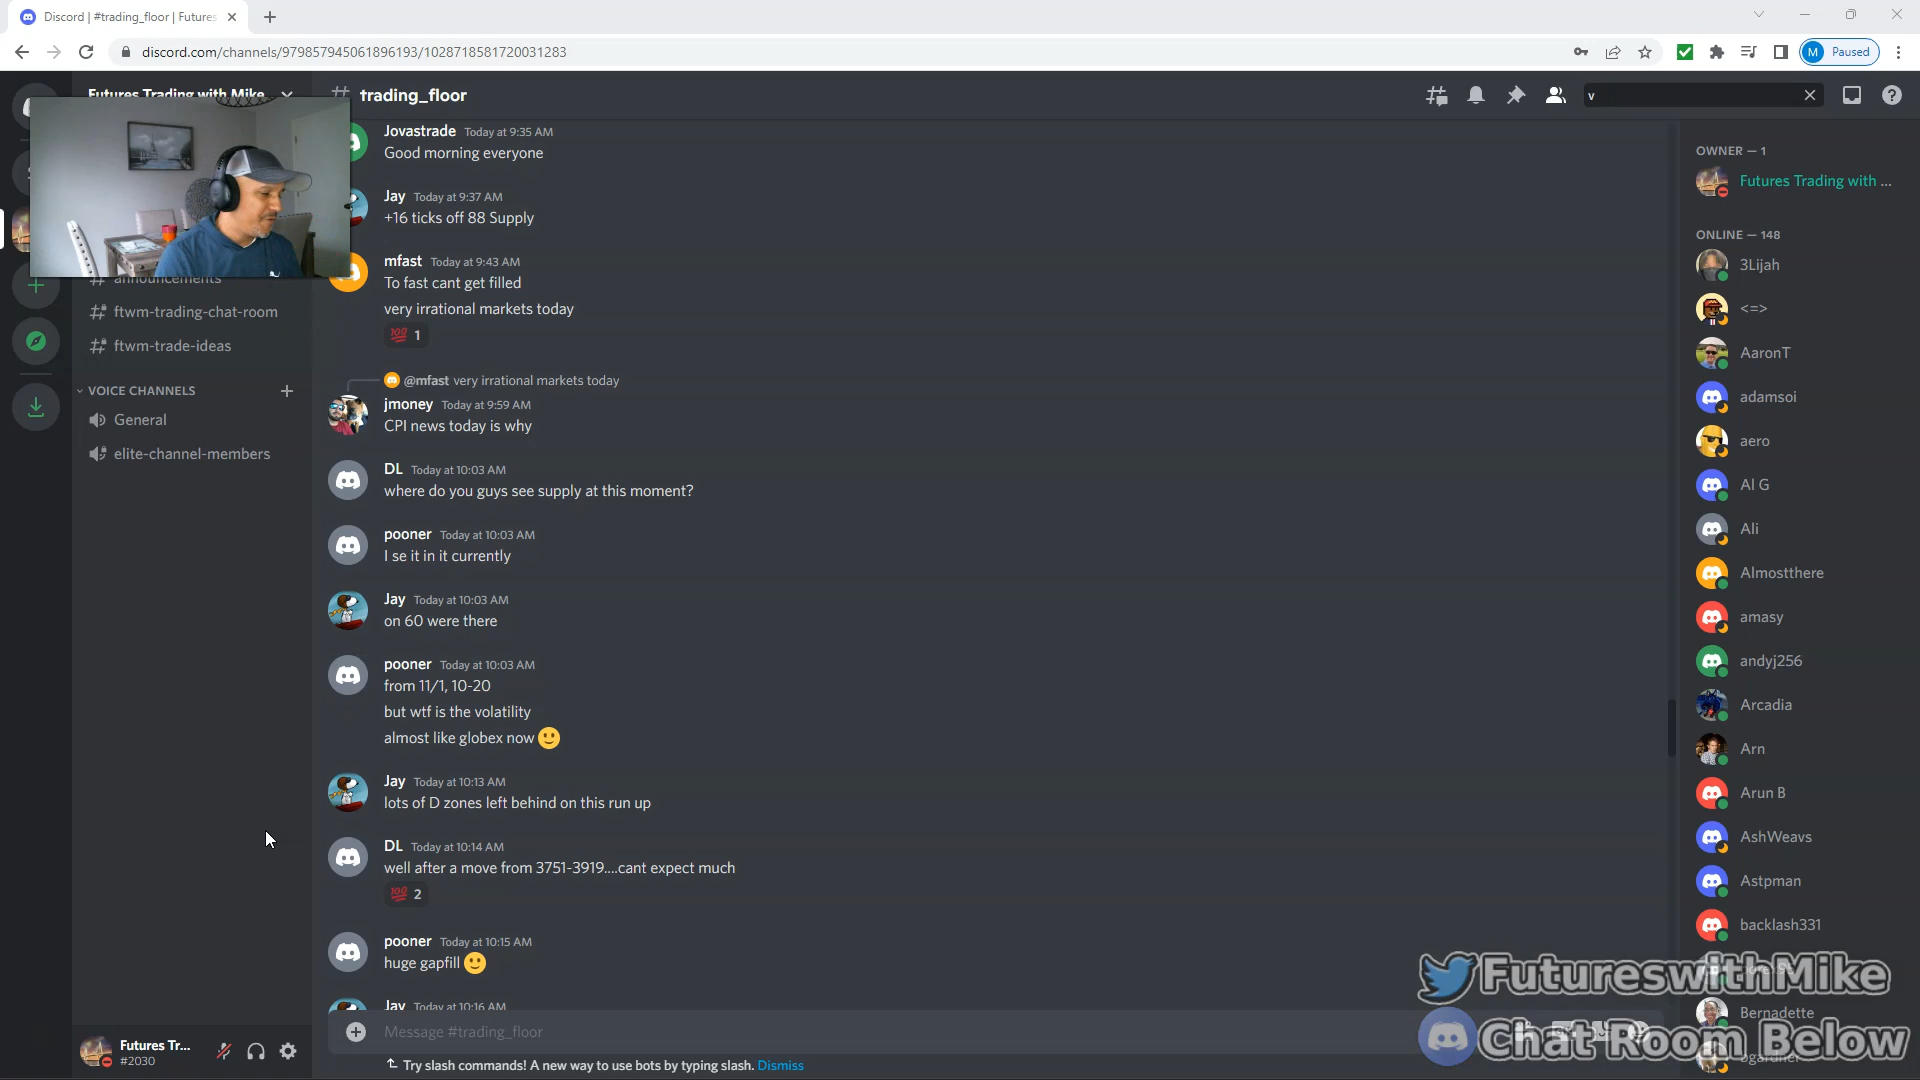 Discord | #trading_floor | Futures
discord.com/channels/979857945061896193/1028718581720031283
M Paused
Futures Trading with Mike
trading_floor
v
announcements
ftwm-trading-chat-room
ftwm-trade-ideas
VOICE CHANNELS
General
elite-channel-members
Futures Tr...
#2030
Jovastrade Today at 9:35 AM
Good morning everyone
Jay Today at 9:37 AM
+16 ticks off 88 Supply
mfast Today at 9:43 AM
To fast cant get filled
very irrational markets today
💯 1
@mfast very irrational markets today
jmoney Today at 9:59 AM
CPI news today is why
DL Today at 10:03 AM
where do you guys see supply at this moment?
pooner Today at 10:03 AM
I se it in it currently
Jay Today at 10:03 AM
on 60 were there
pooner Today at 10:03 AM
from 11/1, 10-20
but wtf is the volatility
almost like globex now 🙂
Jay Today at 10:13 AM
lots of D zones left behind on this run up
DL Today at 10:14 AM
well after a move from 3751-3919....cant expect much
💯 2
pooner Today at 10:15 AM
huge gapfill 🙂
Jay Today at 10:16 AM
Message #trading_floor
Try slash commands! A new way to use bots by typing slash. Dismiss
OWNER — 1
Futures Trading with ...
ONLINE — 148
3Lijah
<=>
AaronT
adamsoi
aero
Al G
Ali
Almostthere
amasy
andyj256
Arcadia
Arn
Arun B
AshWeavs
Astpman
backlash331
FutureswithMike
Bernadette
Chat Room Below